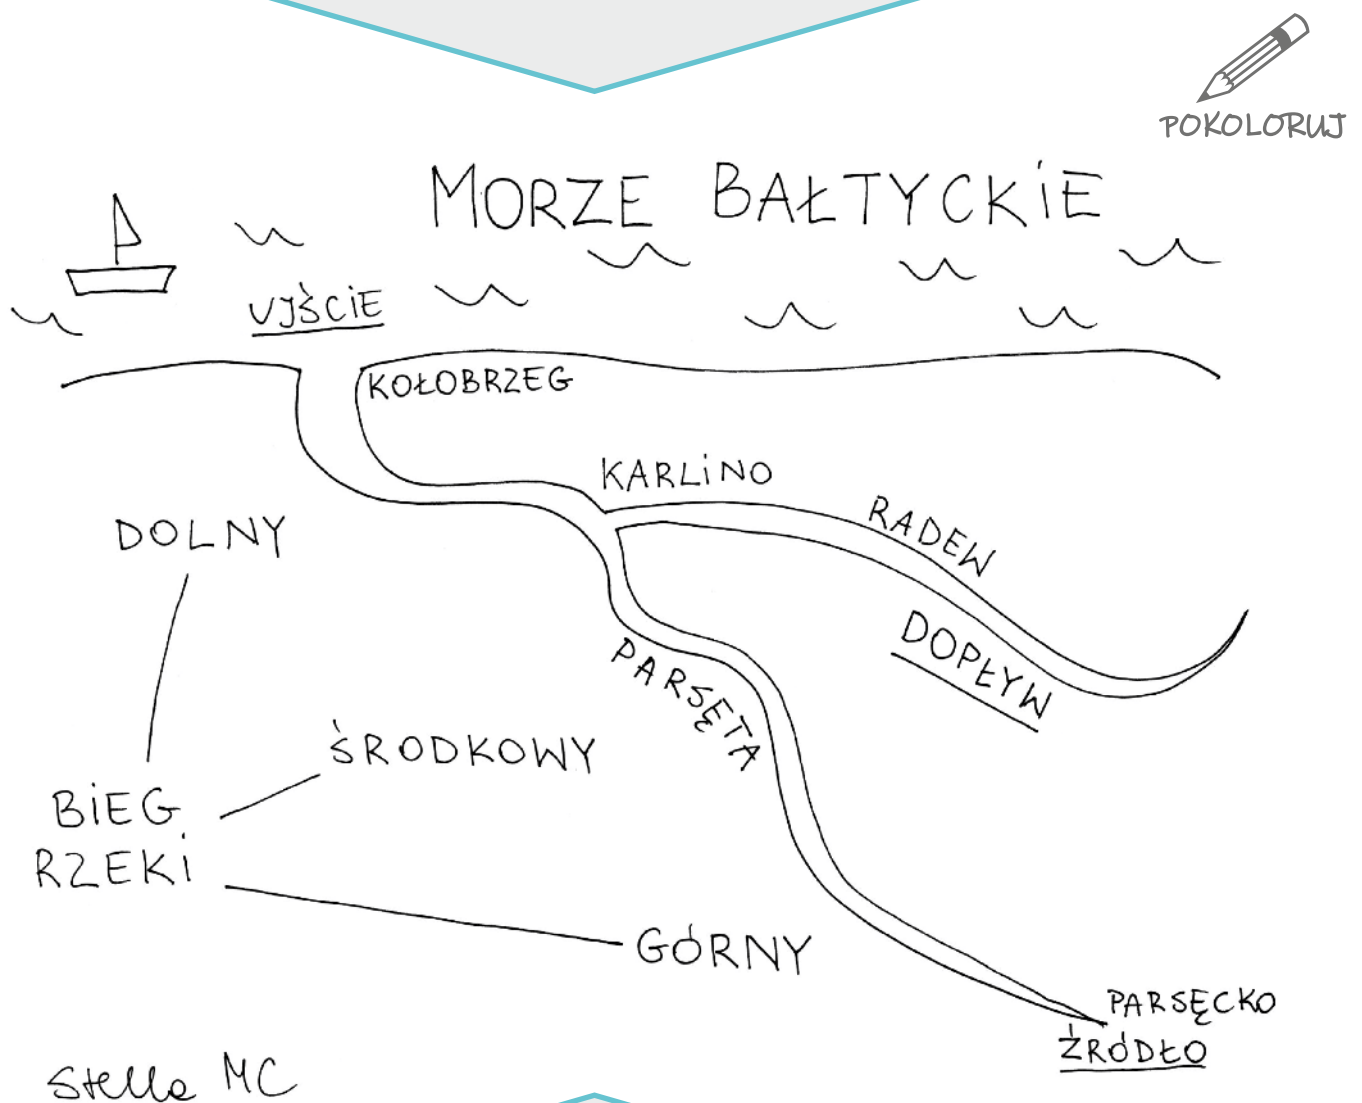 POKOLORUJ
MORZE BAŁTYCKIE
UJŚCIE
KOŁOBRZEG
KARLINO
RADEW
DOPŁYW
DOLNY
PARSĘTA
ŚRODKOWY
BIEG
RZEKI
GÓRNY
PARSĘCKO
ŹRÓDŁO
Stella MC